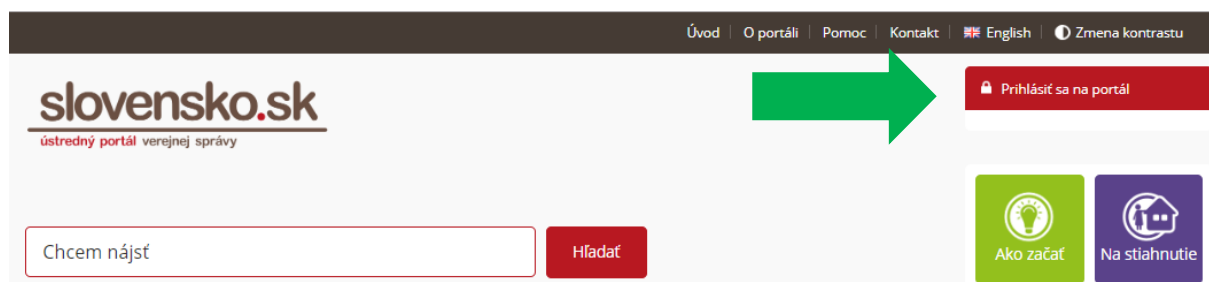 Úvod | O portáli | Pomoc | Kontakt | English | Zmena kontrastu
slovensko.sk
ústredný portál verejnej správy
Prihlásiť sa na portál
Chcem nájsť
Hľadať
Ako začať
Na stiahnutie